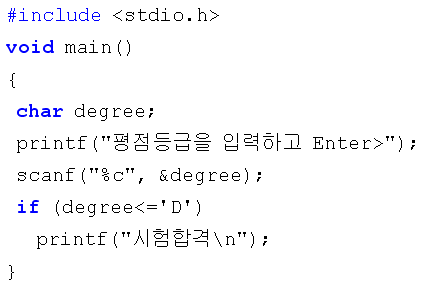 #include <stdio.h>
void main()
{
char degree;
printf("평점등급을 입력하고 Enter>");
scanf("%c", &degree);
if (degree<='D')
printf("시험합격\n");
}